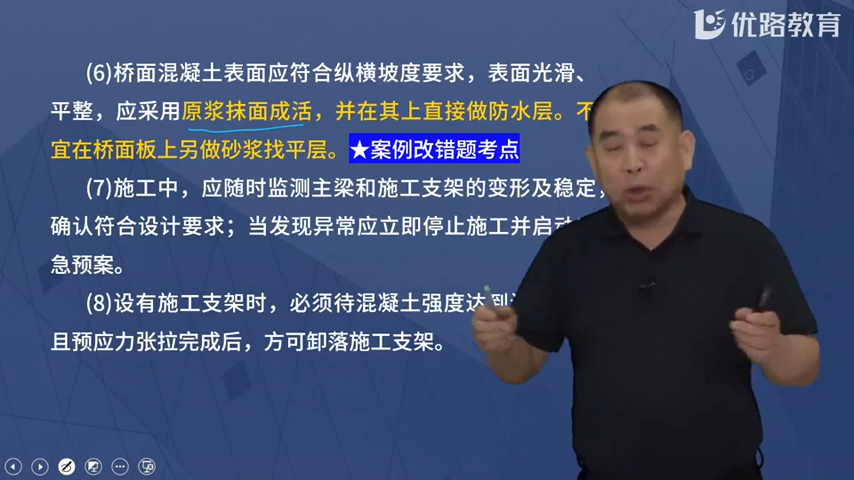 优路教育
(6)桥面混凝土表面应符合纵横坡度要求，表面光滑、
平整，应采用原浆抹面成活，并在其上直接做防水层。不
宜在桥面板上另做砂浆找平层。★案例改错题考点
(7)施工中，应随时监测主梁和施工支架的变形及稳定，
确认符合设计要求；当发现异常应立即停止施工并启动
急预案。
(8)设有施工支架时，必须待混凝土强度达到
且预应力张拉完成后，方可卸落施工支架。